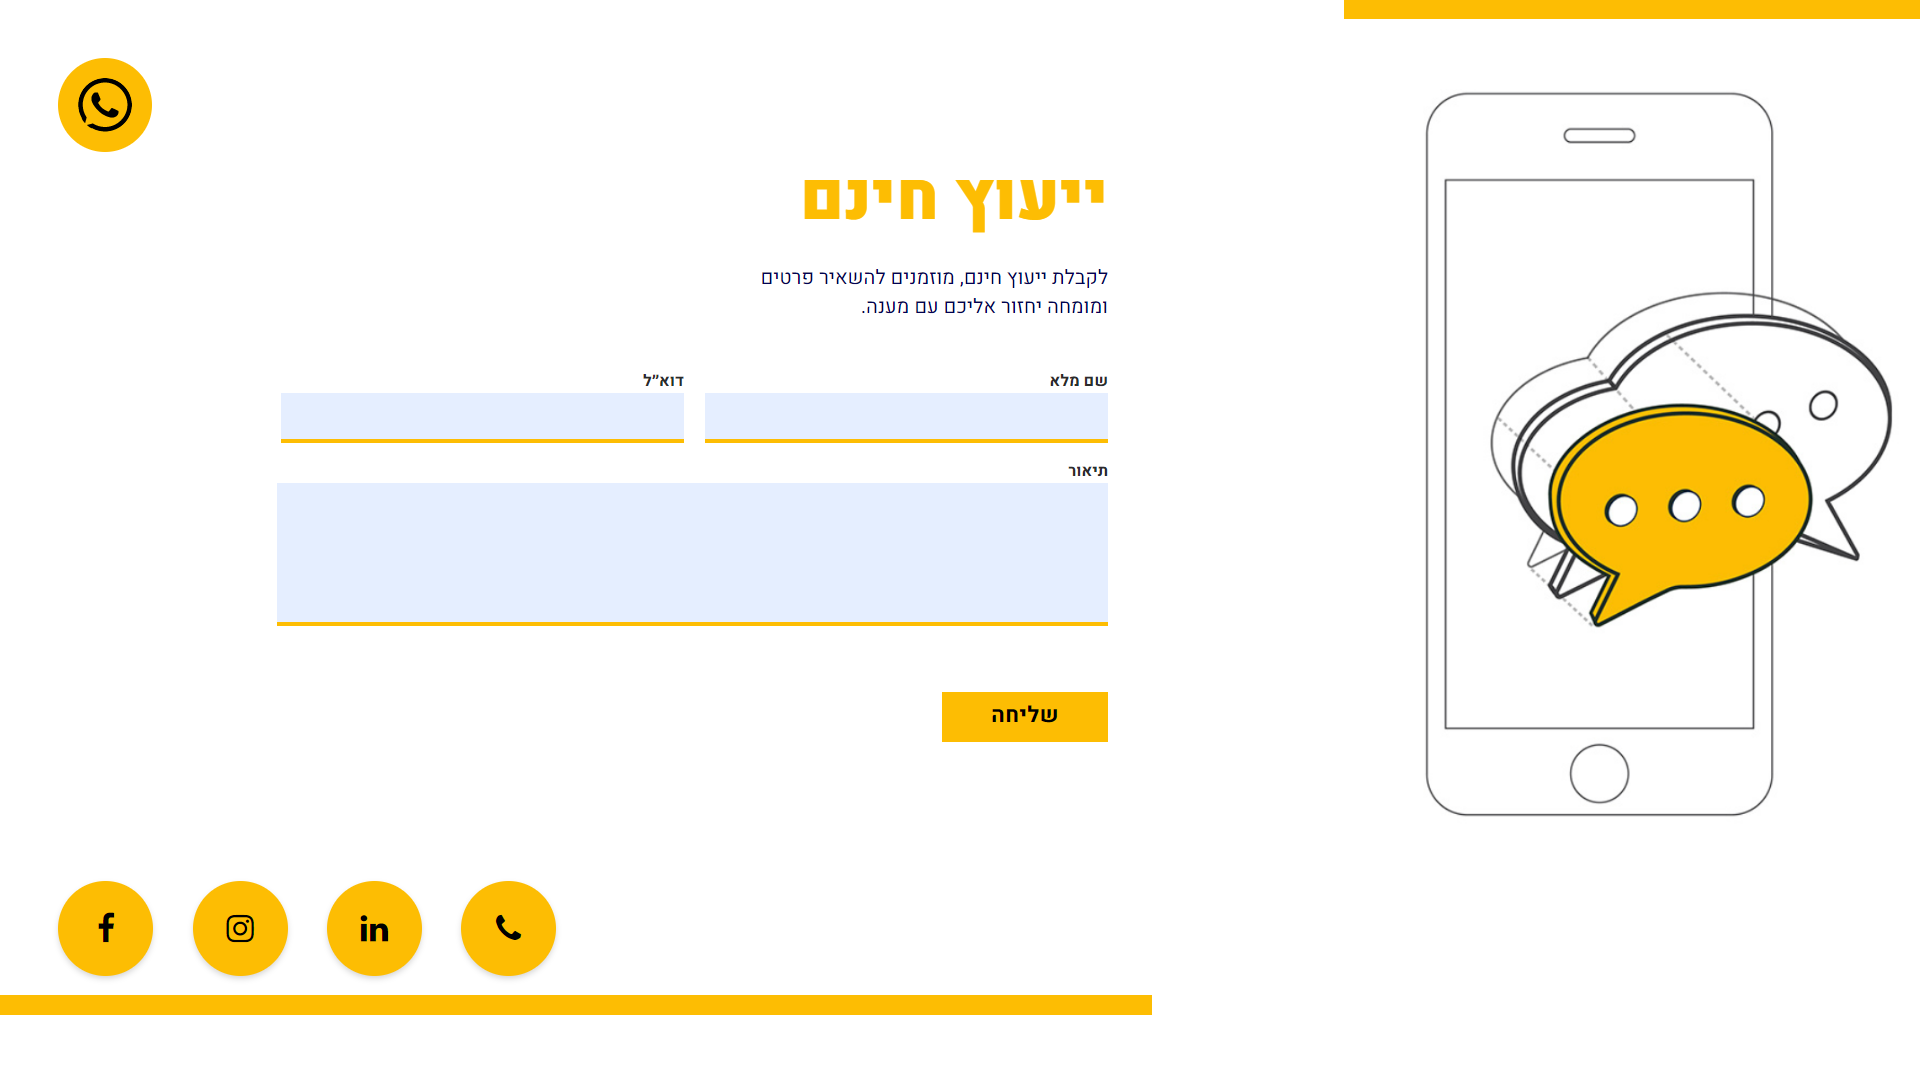 ייעוץ חינם
לקבלת ייעוץ חינם, מוזמנים להשאיר פרטים
ומומחה יחזור אליכם עם מענה.
שם מלא
דוא״ל
תיאור
שליחה